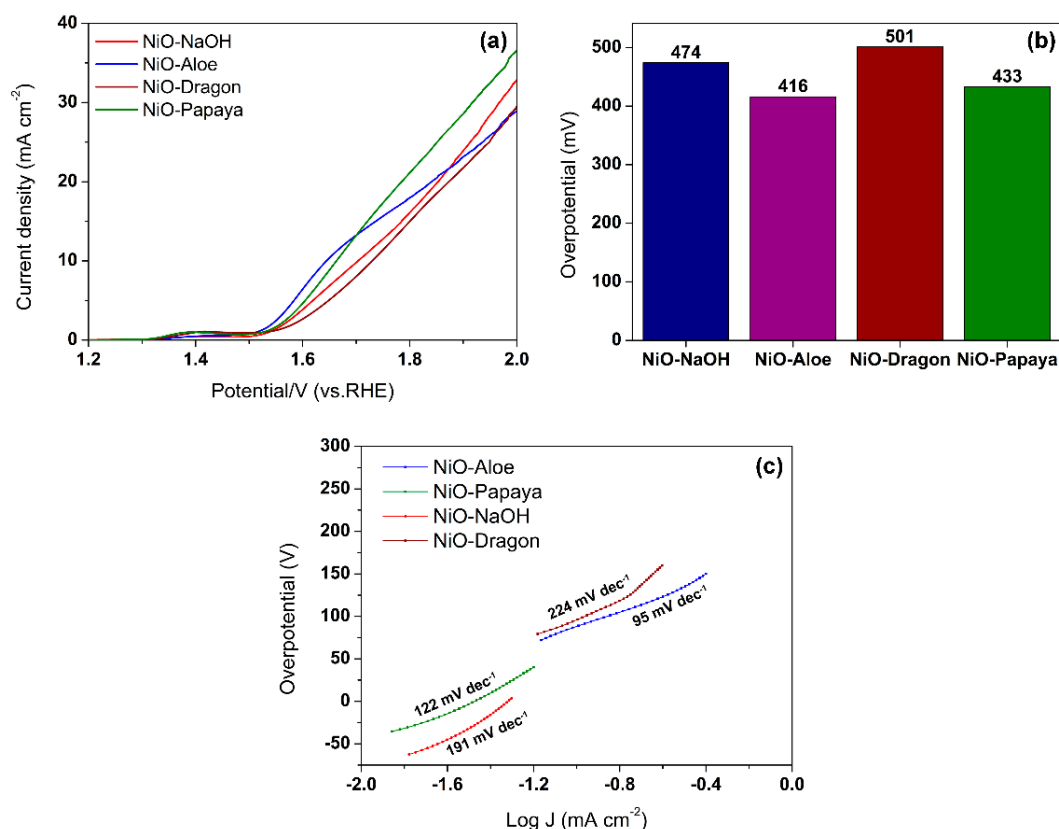 (a)
NiO-NaOH
NiO-Aloe
NiO-Dragon
NiO-Papaya
Current density (mA cm⁻²)
40
30
20
10
0
1.2 1.4 1.6 1.8 2.0
Potential/V (vs.RHE)
(b)
Overpotential (mV)
500
400
300
200
100
0
474 416 501 433
NiO-NaOH NiO-Aloe NiO-Dragon NiO-Papaya
(c)
NiO-Aloe
NiO-Papaya
NiO-NaOH
NiO-Dragon
Overpotential (V)
300
250
200
150
100
50
0
-50
224 mV dec⁻¹
95 mV dec⁻¹
122 mV dec⁻¹
191 mV dec⁻¹
-2.0 -1.6 -1.2 -0.8 -0.4 0.0
Log J (mA cm⁻²)